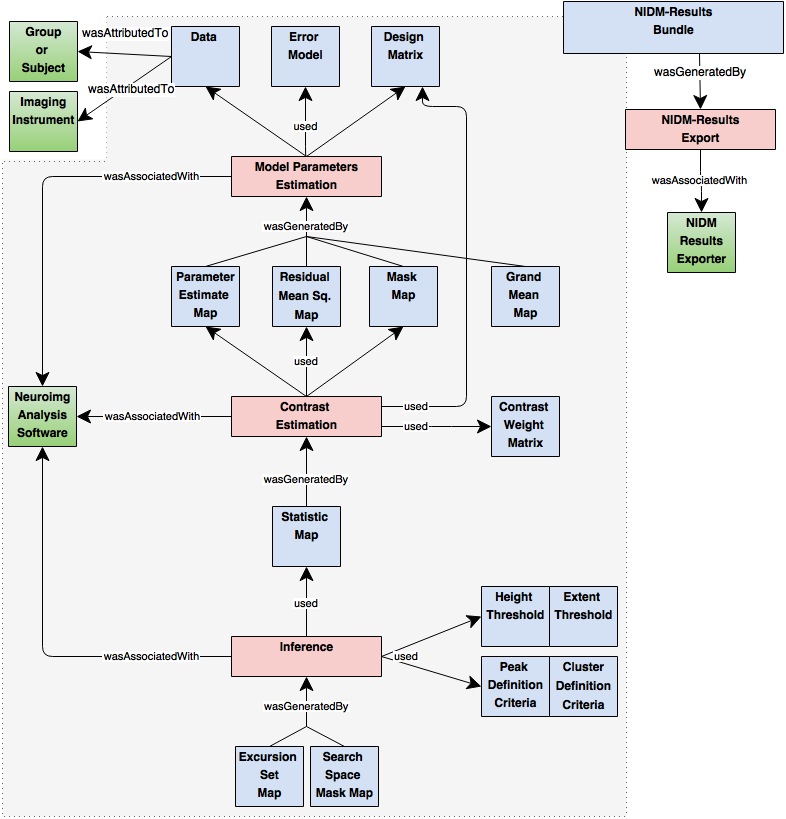 NIDM-Results
Bundle
wasGeneratedBy
NIDM-Results
Export
wasAssociatedWith
NIDM
Results
Exporter
Group
or
Subject
Imaging
Instrument
wasAttributedTo
wasAttributedTo
Data
Error
Model
Design
Matrix
used
Model Parameters
Estimation
wasAssociatedWith
wasGeneratedBy
Parameter
Estimate
Map
Residual
Mean Sq.
Map
Mask
Map
Grand
Mean
Map
used
Neuroimg
Analysis
Software
wasAssociatedWith
Contrast
Estimation
used
used
Contrast
Weight
Matrix
wasGeneratedBy
Statistic
Map
used
wasAssociatedWith
Inference
used
Height
Threshold
Extent
Threshold
Peak
Definition
Criteria
Cluster
Definition
Criteria
wasGeneratedBy
Excursion
Set
Map
Search
Space
Mask Map